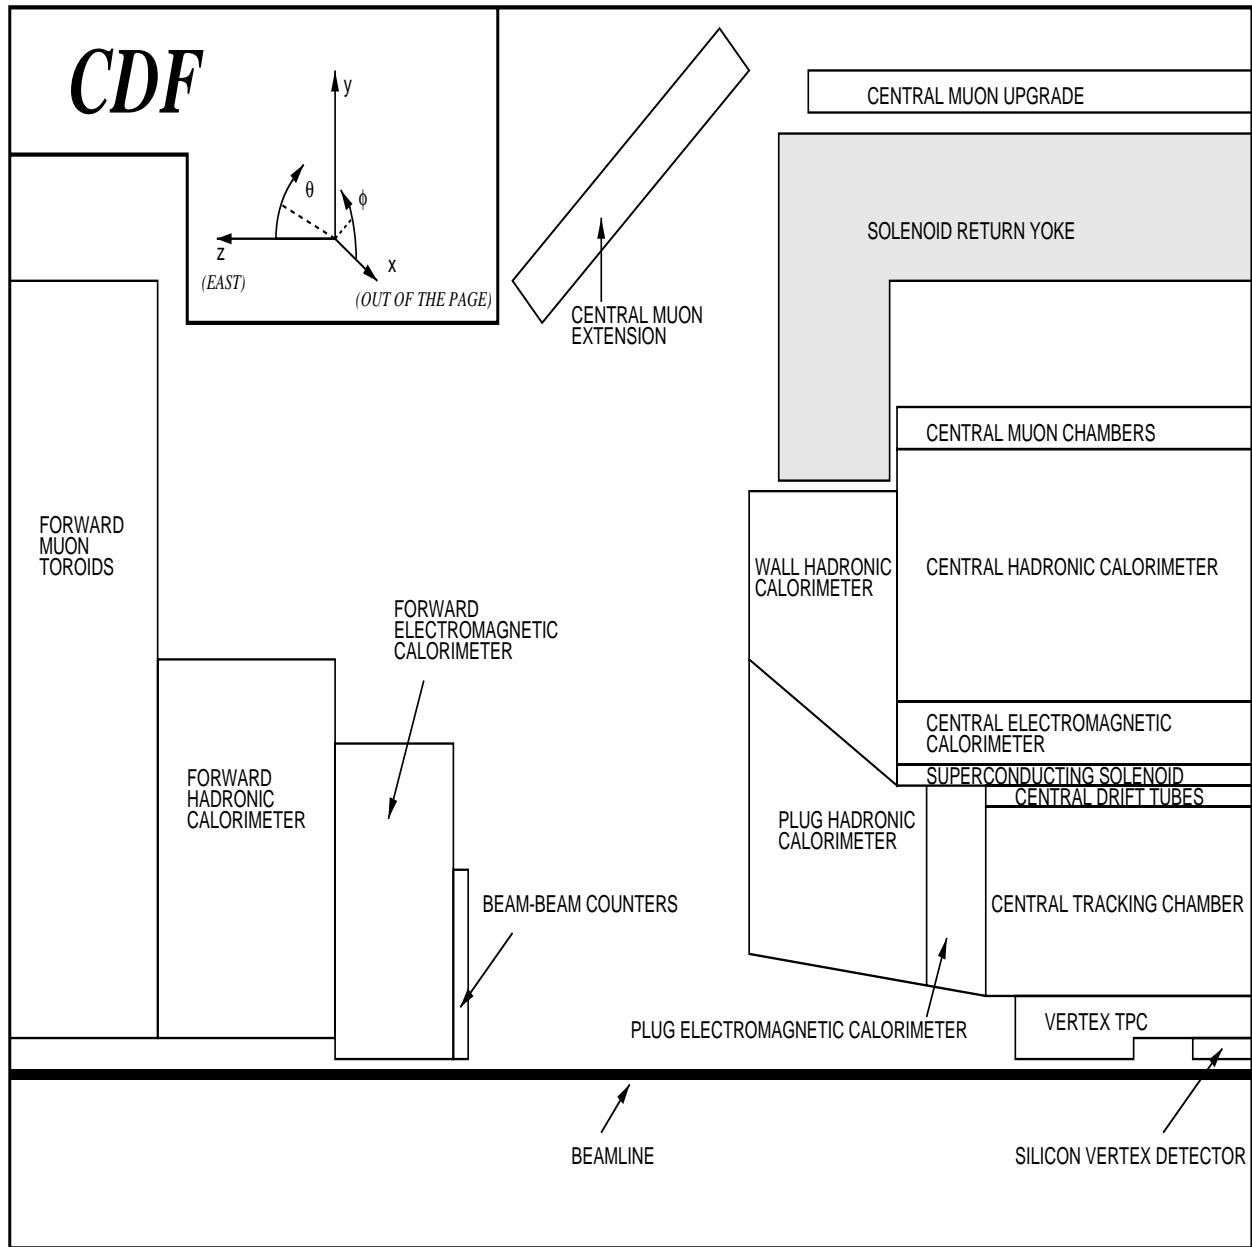 CDF
y
θ
φ
z
x
(EAST)
(OUT OF THE PAGE)
CENTRAL MUON UPGRADE
SOLENOID RETURN YOKE
CENTRAL MUON
EXTENSION
CENTRAL MUON CHAMBERS
FORWARD
MUON
TOROIDS
WALL HADRONIC
CALORIMETER
CENTRAL HADRONIC CALORIMETER
FORWARD
ELECTROMAGNETIC
CALORIMETER
CENTRAL ELECTROMAGNETIC
CALORIMETER
SUPERCONDUCTING SOLENOID
CENTRAL DRIFT TUBES
FORWARD
HADRONIC
CALORIMETER
PLUG HADRONIC
CALORIMETER
BEAM-BEAM COUNTERS
CENTRAL TRACKING CHAMBER
PLUG ELECTROMAGNETIC CALORIMETER
VERTEX TPC
BEAMLINE
SILICON VERTEX DETECTOR